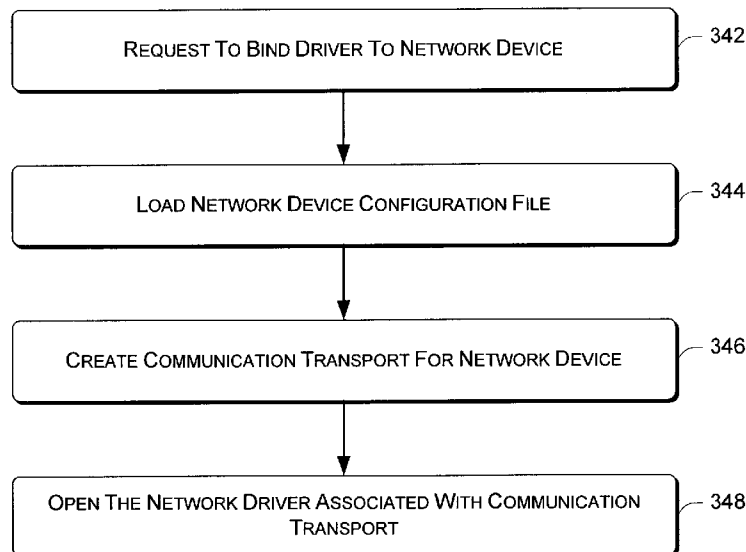 REQUEST TO BIND DRIVER TO NETWORK DEVICE
342
LOAD NETWORK DEVICE CONFIGURATION FILE
344
CREATE COMMUNICATION TRANSPORT FOR NETWORK DEVICE
346
OPEN THE NETWORK DRIVER ASSOCIATED WITH COMMUNICATION
TRANSPORT
348